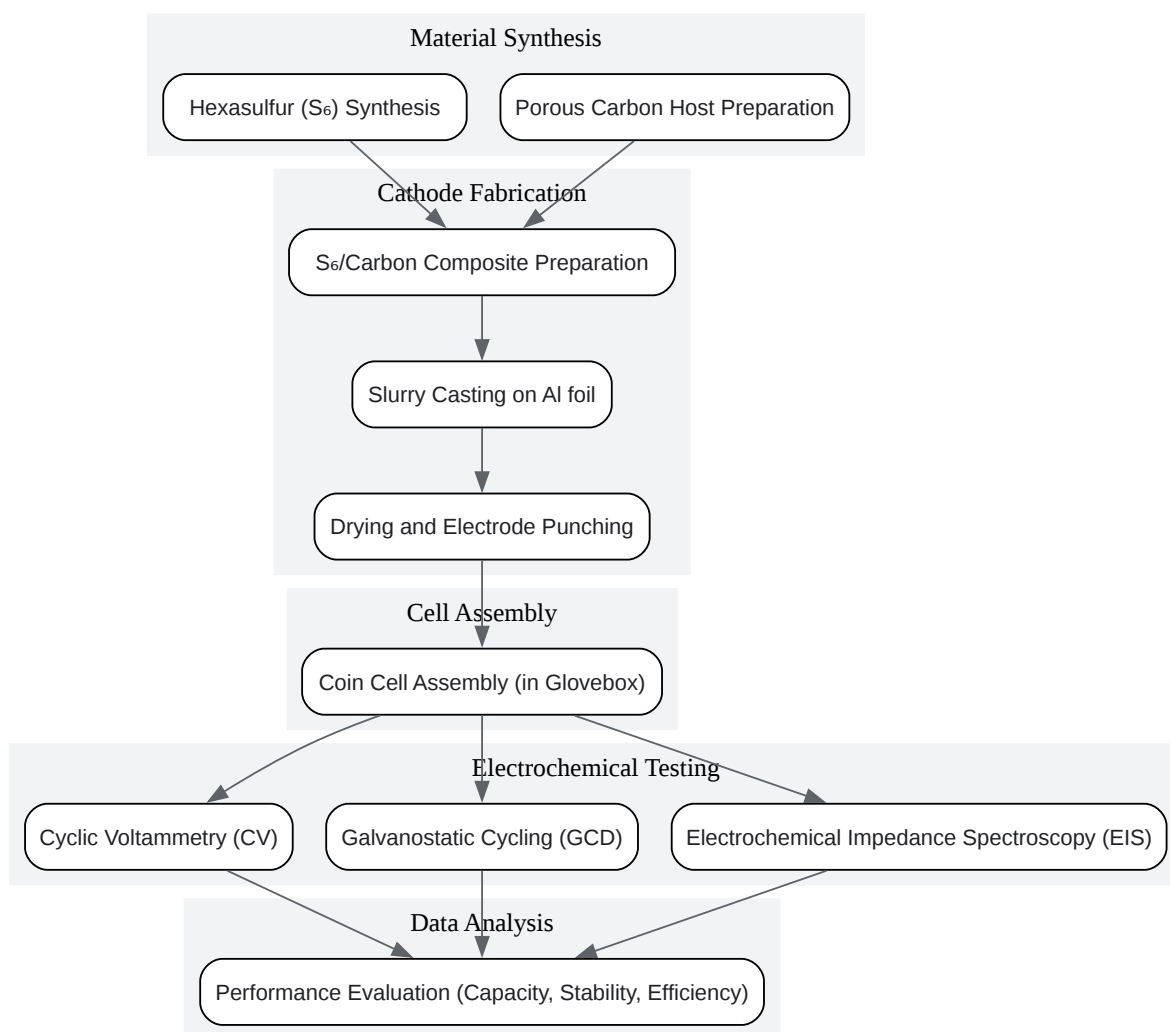 Material Synthesis
Hexasulfur (S₆) Synthesis
Porous Carbon Host Preparation
Cathode Fabrication
S₆/Carbon Composite Preparation
Slurry Casting on Al foil
Drying and Electrode Punching
Cell Assembly
Coin Cell Assembly (in Glovebox)
Electrochemical Testing
Cyclic Voltammetry (CV)
Galvanostatic Cycling (GCD)
Electrochemical Impedance Spectroscopy (EIS)
Data Analysis
Performance Evaluation (Capacity, Stability, Efficiency)